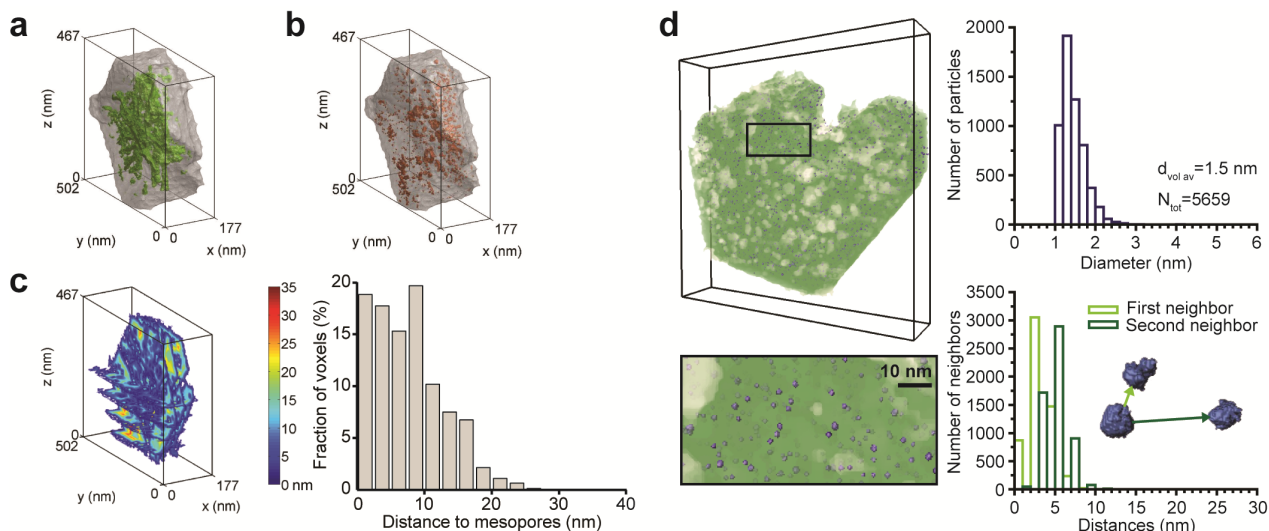 a
467
z (nm)
0
502
y (nm)
0
0
177
x (nm)
b
467
z (nm)
0
502
y (nm)
0
0
177
x (nm)
c
467
z (nm)
0
502
y (nm)
0
0
177
x (nm)
35
30
25
20
15
10
5
0 nm
Fraction of voxels (%)
20
15
10
5
0
0
10
20
30
40
Distance to mesopores (nm)
d
10 nm
Number of particles
2000
1500
1000
500
0
d vol av=1.5 nm
N tot=5659
0
1
2
3
4
5
6
Diameter (nm)
Number of neighbors
3500
3000
2500
2000
1500
1000
500
0
First neighbor
Second neighbor
0
5
10
15
20
25
30
Distances (nm)